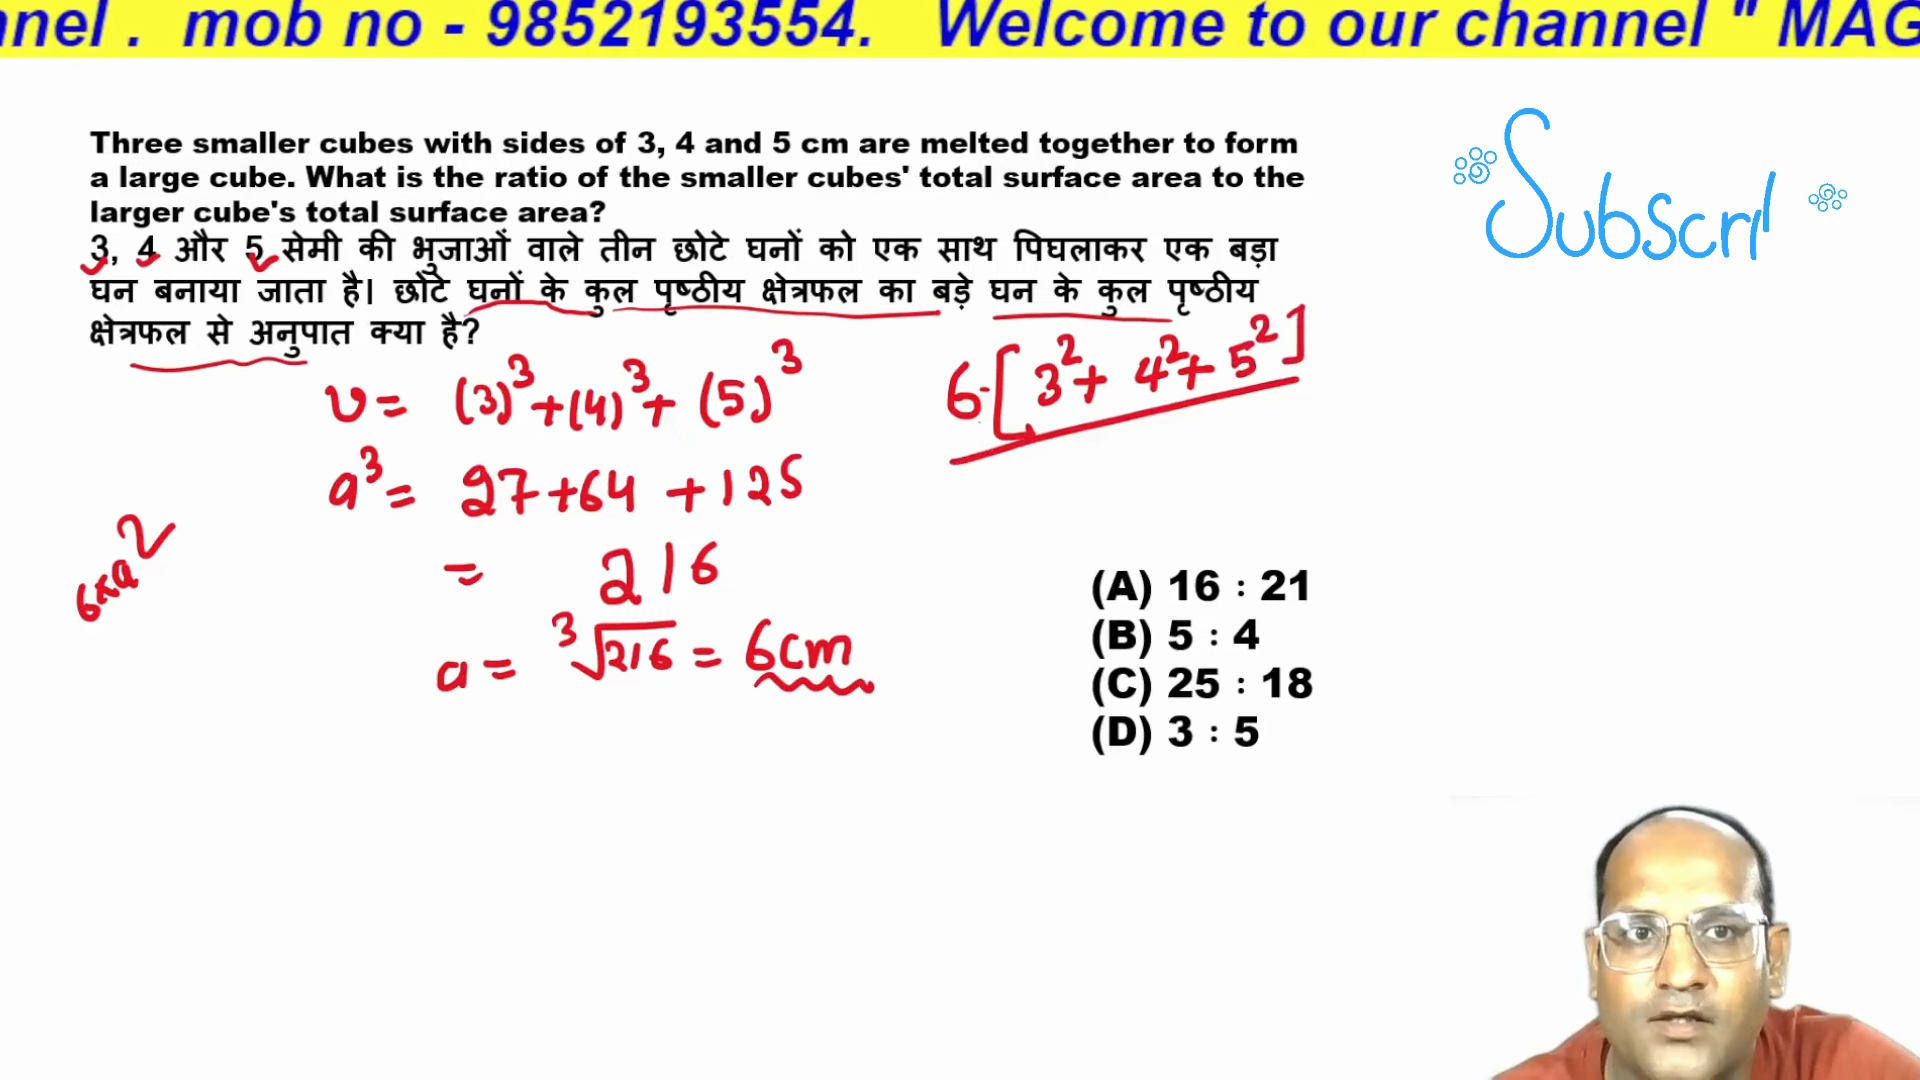 nnel . mob no - 9852193554. Welcome to our channel " MAG
Three smaller cubes with sides of 3, 4 and 5 cm are melted together to form
a large cube. What is the ratio of the smaller cubes' total surface area to the
larger cube's total surface area?
3, 4 और 5 सेमी की भुजाओं वाले तीन छोटे घनों को एक साथ पिघलाकर एक बड़ा
घन बनाया जाता है। छोटे घनों के कुल पृष्ठीय क्षेत्रफल का बड़े घन के कुल पृष्ठीय
क्षेत्रफल से अनुपात क्या है?
Subscri
6·[3²+ 4²+ 5²]
v= (3)³+(4)³+ (5)³
a³= 27+64 +125
= 216
6×a²
a = ³√216 = 6cm
(A) 16 : 21
(B) 5 : 4
(C) 25 : 18
(D) 3 : 5